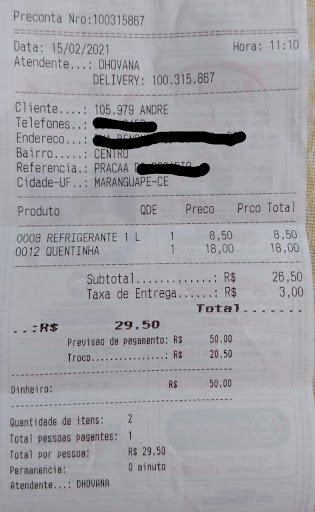 Preconta Nro:100315867
Data: 15/02/2021 Hora: 11:10
Atendente...: DHOVANA
DELIVERY: 100.315.867
Cliente....: 105.979 ANDRE
Telefones..:
Endereco...:
Bairro.....: CENTRO
Referencia.: PRACAA
Cidade-UF..: MARANGUAPE-CE
Produto QDE Preco Prco Total
0008 REFRIGERANTE 1 L 1 8,50 8,50
0012 QUENTINHA 1 18,00 18,00
Subtotal.............: R$ 26,50
Taxa de Entrega......: R$ 3,00
Total.......
..:R$ 29,50
Previsao de pagamento: R$ 50.00
Troco................: R$ 20.50
Dinheiro: R$ 50,00
Quantidade de itens: 2
Total pessoas pagantes: 1
Total por pessoa: R$ 29,50
Permanencia: 0 minuto
Atendente...: DHOVANA